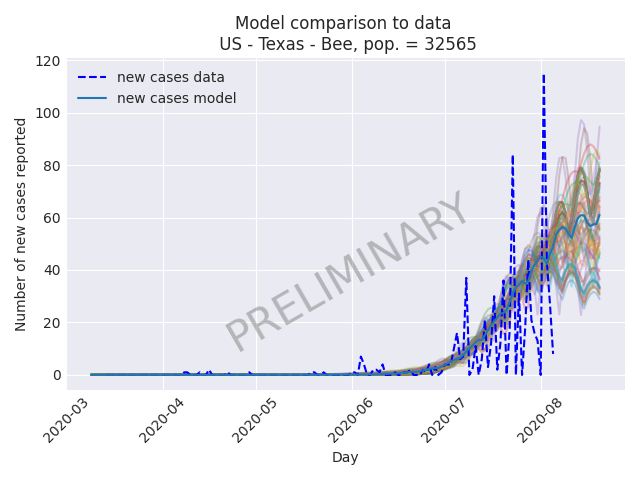 Model comparison to data
US - Texas - Bee, pop. = 32565
new cases data
new cases model
PRELIMINARY
Number of new cases reported
120
100
80
60
40
20
0
2020-03
2020-04
2020-05
2020-06
2020-07
2020-08
Day